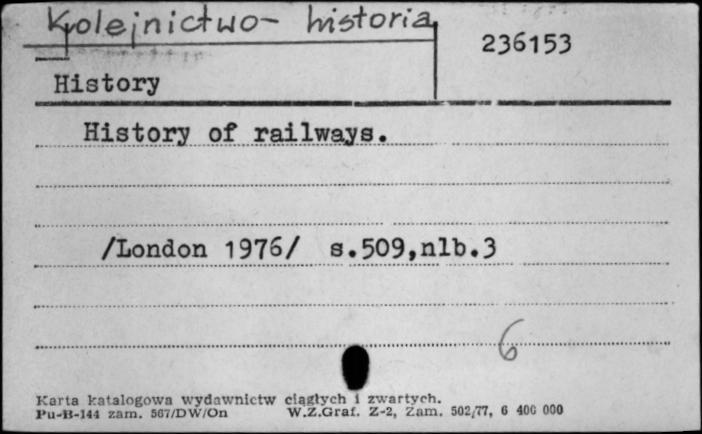 Kolejnictwo- historia
236153
History
History of railways.
/London 1976/ s.509,nlb.3
6
Karta katalogowa wydawnictw ciągłych i zwartych.
Pu-B-144 zam. 567/DW/On W.Z.Graf. Z-2, Zam. 502/77, 6 400 000